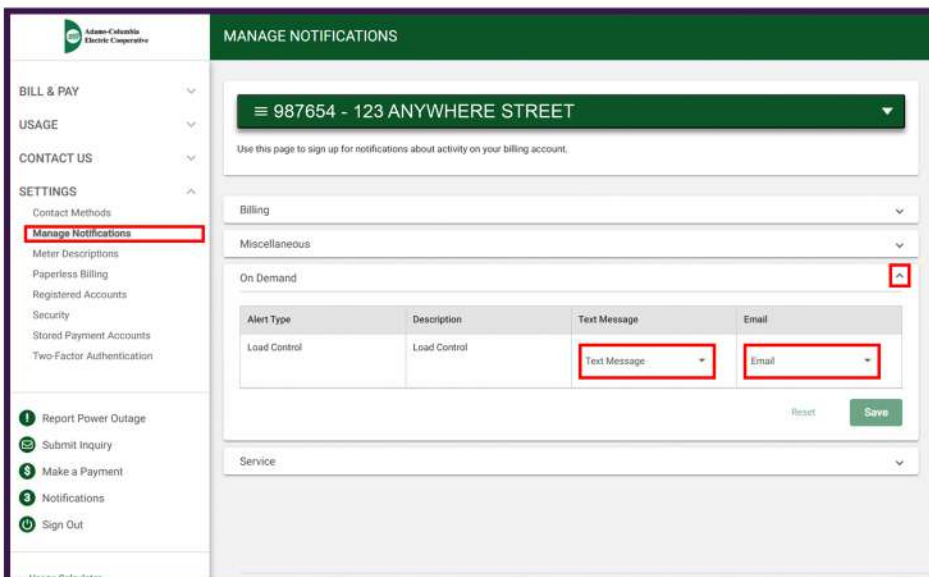 Adams-Columbia
Electric Cooperative
MANAGE NOTIFICATIONS
BILL & PAY
USAGE
CONTACT US
SETTINGS
Contact Methods
Manage Notifications
Meter Descriptions
Paperless Billing
Registered Accounts
Security
Stored Payment Accounts
Two-Factor Authentication
! Report Power Outage
Submit Inquiry
$ Make a Payment
3 Notifications
Sign Out
987654 - 123 ANYWHERE STREET
Use this page to sign up for notifications about activity on your billing account.
Billing
Miscellaneous
On Demand
Alert Type Description Text Message Email
Load Control Load Control Text Message Email
Reset Save
Service